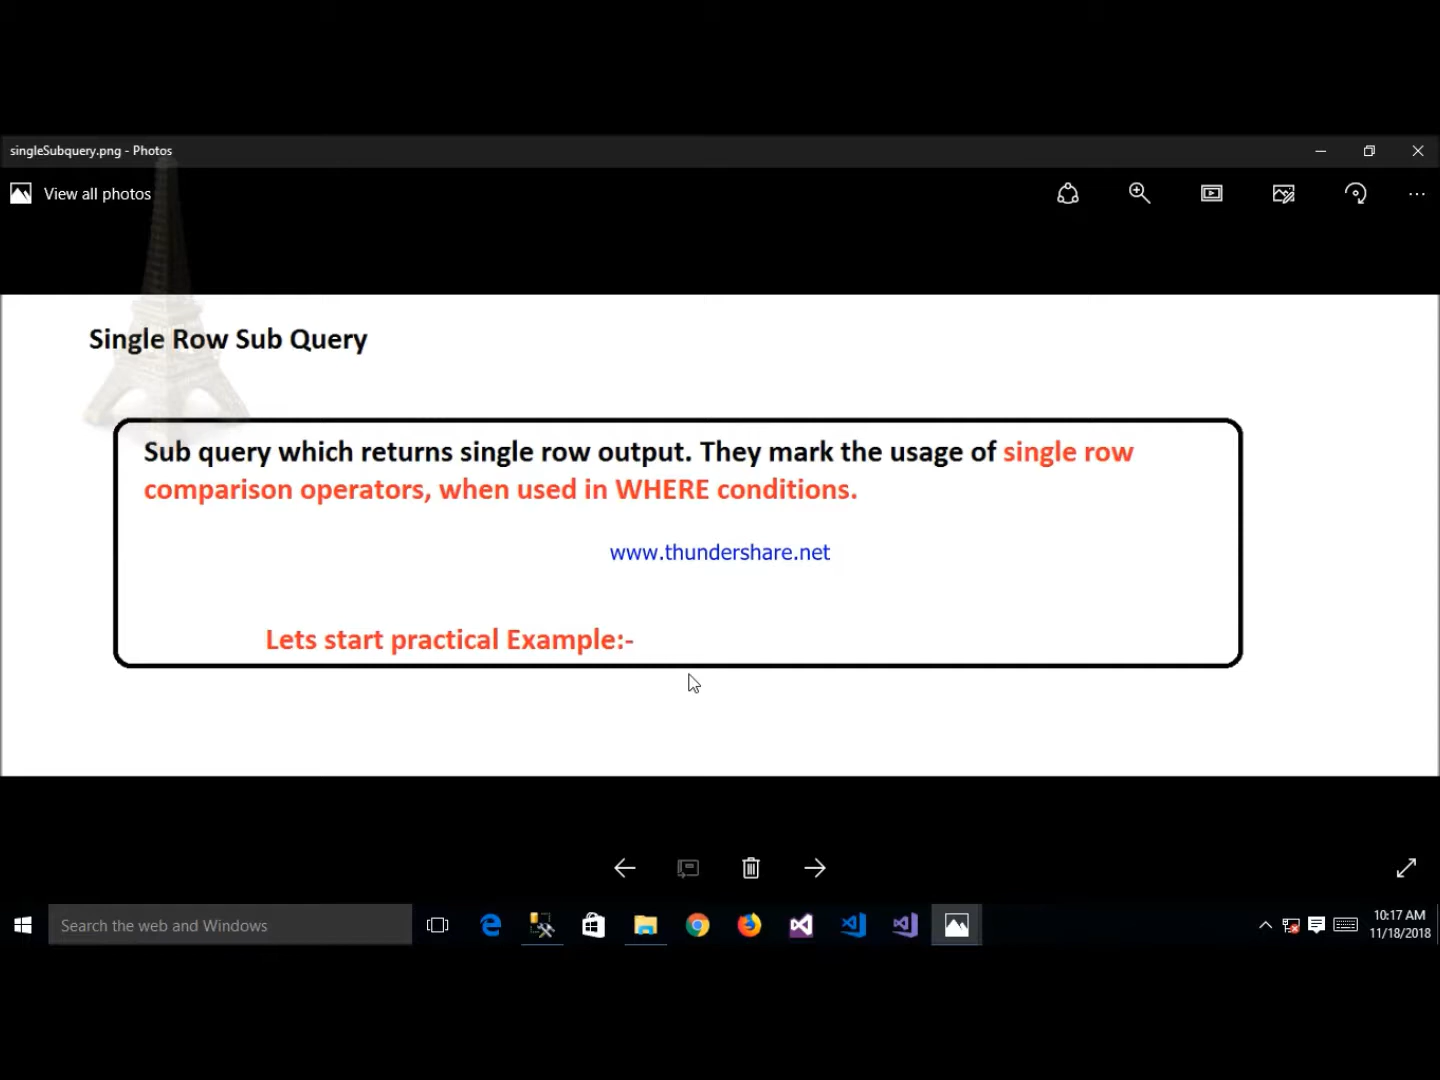 singleSubquery.png - Photos
View all photos
Single Row Sub Query
Sub query which returns single row output. They mark the usage of single row
comparison operators, when used in WHERE conditions.
www.thundershare.net
Lets start practical Example:-
Search the web and Windows
10:17 AM
11/18/2018